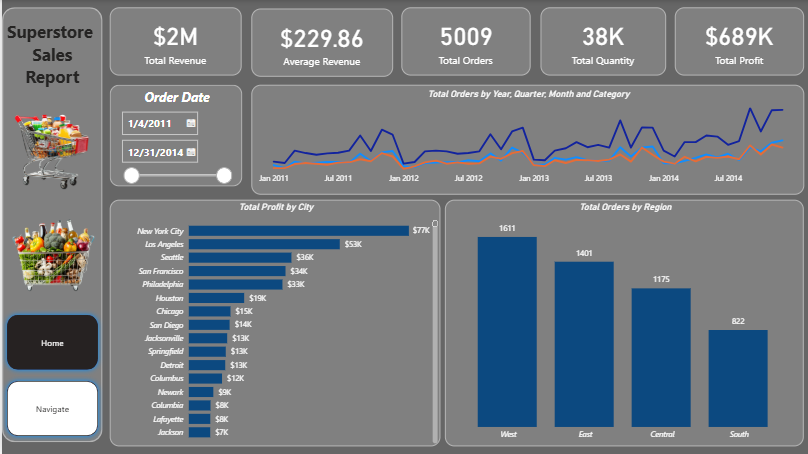 Superstore
Sales
Report
$2M
Total Revenue
$229.86
Average Revenue
5009
Total Orders
38K
Total Quantity
$689K
Total Profit
Order Date
1/4/2011
12/31/2014
Total Orders by Year, Quarter, Month and Category
Jan 2011 Jul 2011 Jan 2012 Jul 2012 Jan 2013 Jul 2013 Jan 2014 Jul 2014
Total Profit by City
New York City $77K
Los Angeles $53K
Seattle $36K
San Francisco $34K
Philadelphia $33K
Houston $19K
Chicago $15K
San Diego $14K
Jacksonville $13K
Springfield $13K
Detroit $13K
Columbus $12K
Newark $9K
Columbia $8K
Lafayette $8K
Jackson $7K
Total Orders by Region
1611
1401
1175
822
West East Central South
Home
Navigate